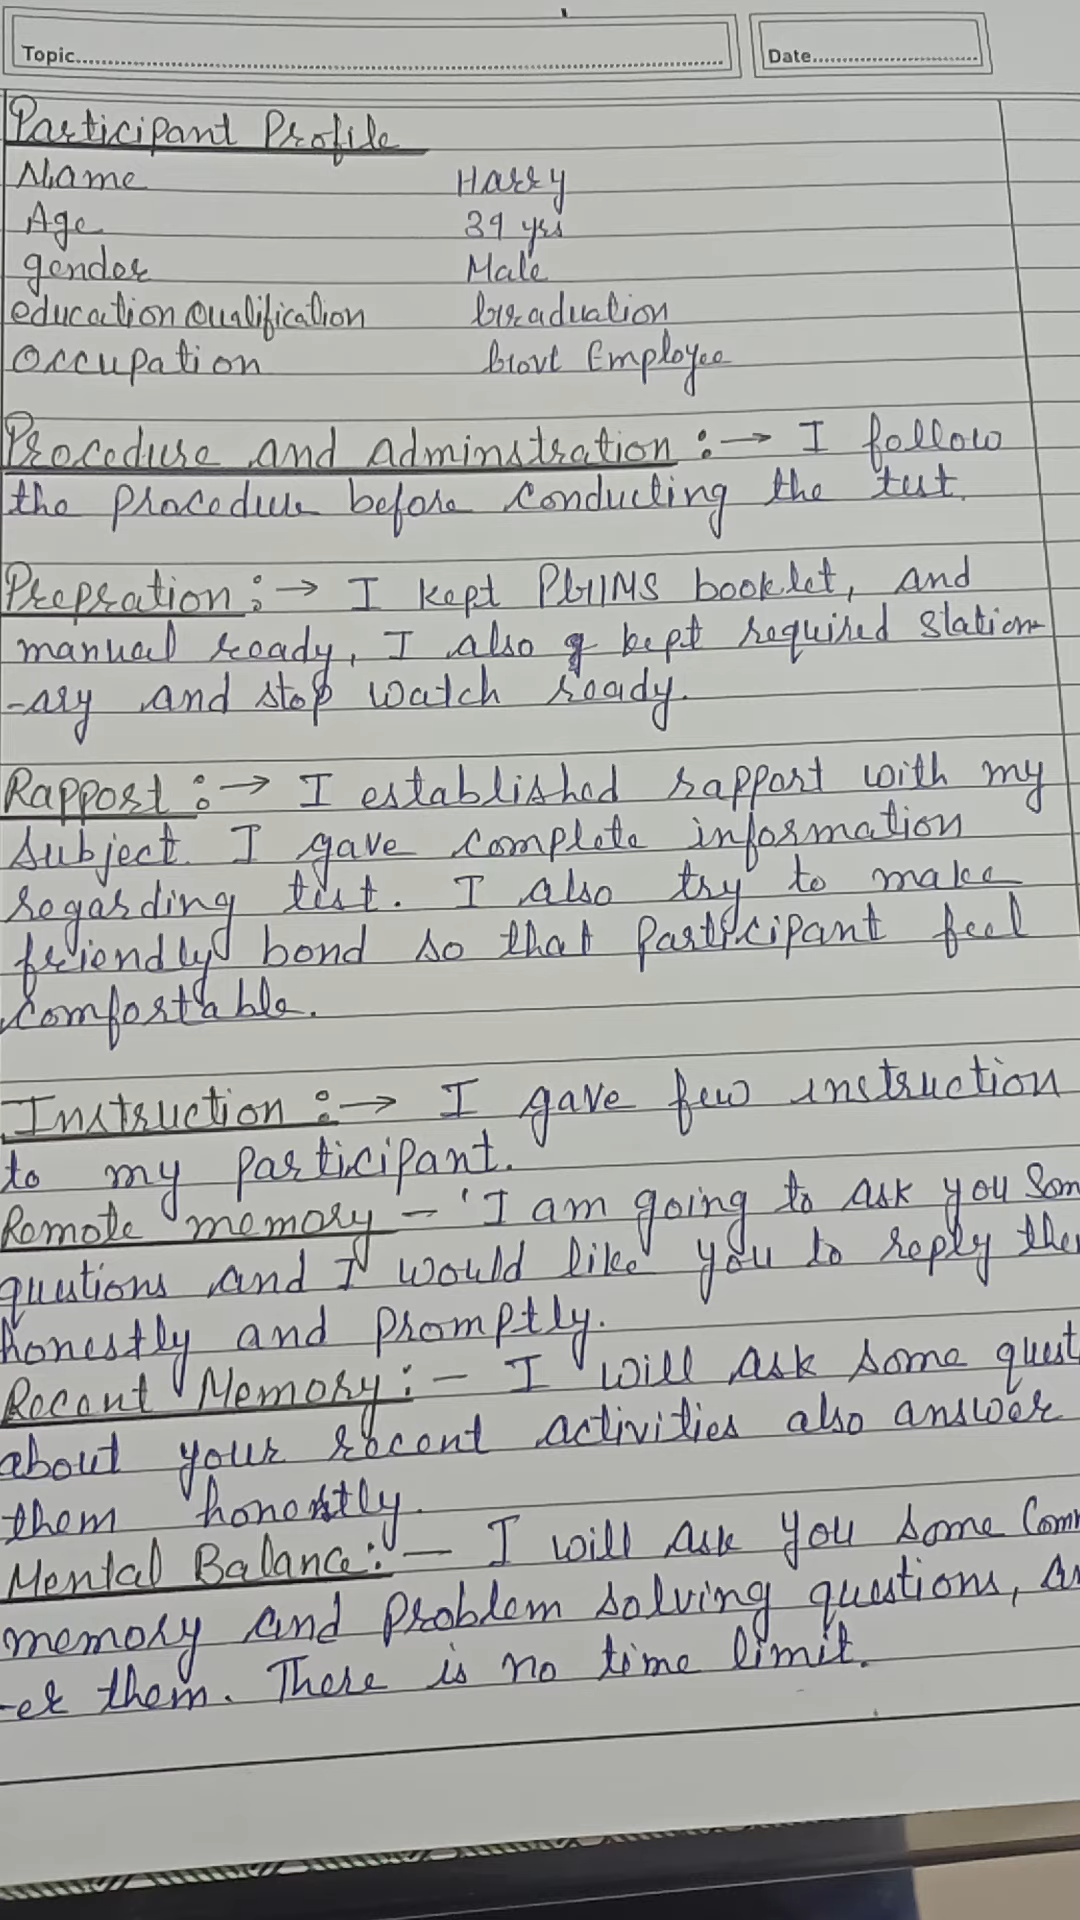 Topic
Date
Participant Profile
Name Harry
Age 39 yrs
gender Male
education Qualification Graduation
Occupation Govt Employee
Procedure and adminstration :→ I follow
the procedure before conducting the test.
Prepration :→ I kept PGIIMS booklet, and
manual ready, I also kept required station
-ary and stop watch ready.
Rapport :→ I established rapport with my
subject. I gave complete information
regarding test. I also try to make
friendly bond so that participant feel
comfortable.
Instruction :→ I gave few instruction
to my participant.
Remote memory – 'I am going to ask you Som
questions and I would like you to reply the
honestly and promptly.
Recent Memory :– I will ask some quest
about your recent activities also answer
them honestly.
Mental Balance :– I will ask you some Comm
memory and problem solving questions, an
-er them. There is no time limit.